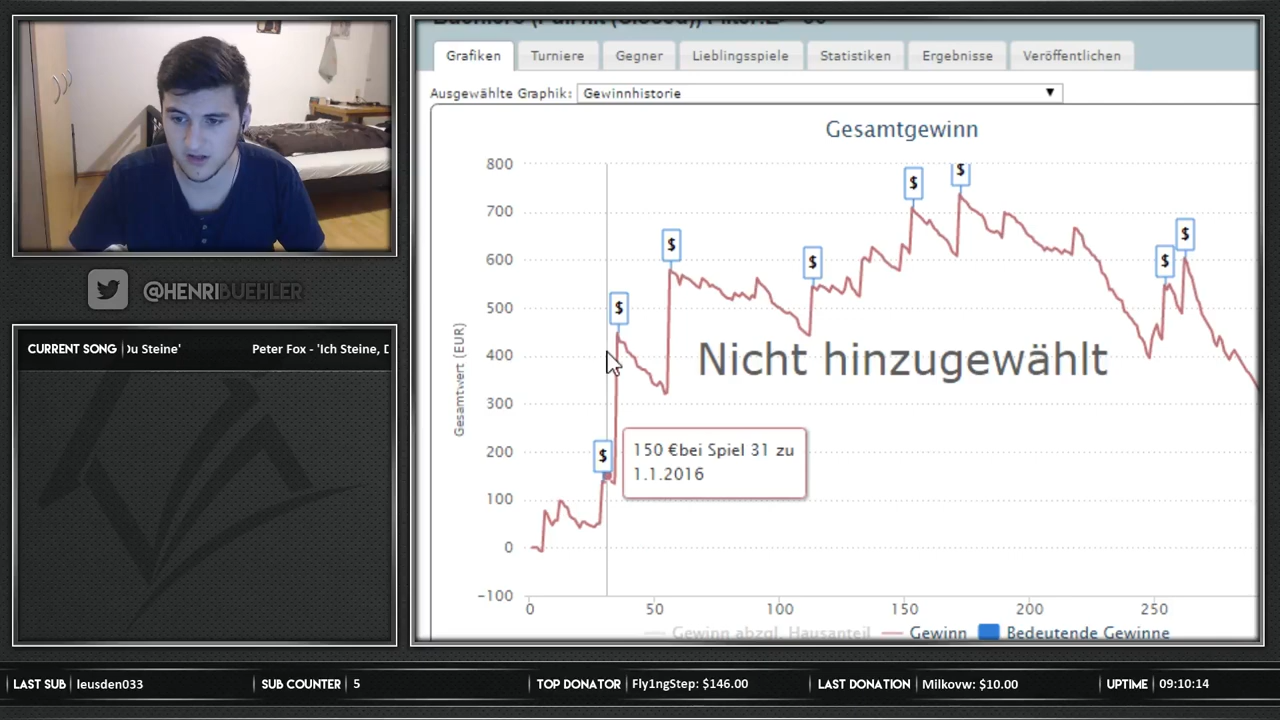 Grafiken Turniere Gegner Lieblingsspiele Statistiken Ergebnisse Veröffentlichen
Ausgewählte Graphik: Gewinnhistorie ▼
Gesamtgewinn
Gesamtwert (EUR)
800
700
600
500
400
300
200
100
0
-100
$ $ $ $ $ $ $ $
Nicht hinzugewählt
150 €bei Spiel 31 zu
1.1.2016
0 50 100 150 200 250
Gewinn abzgl. Hausanteil Gewinn Bedeutende Gewinne
@HENRIBUEHLER
CURRENT SONG Du Steine' Peter Fox - 'Ich Steine, D
LAST SUB leusden033 SUB COUNTER 5 TOP DONATOR Fly1ngStep: $146.00 LAST DONATION Milkovw: $10.00 UPTIME 09:10:14